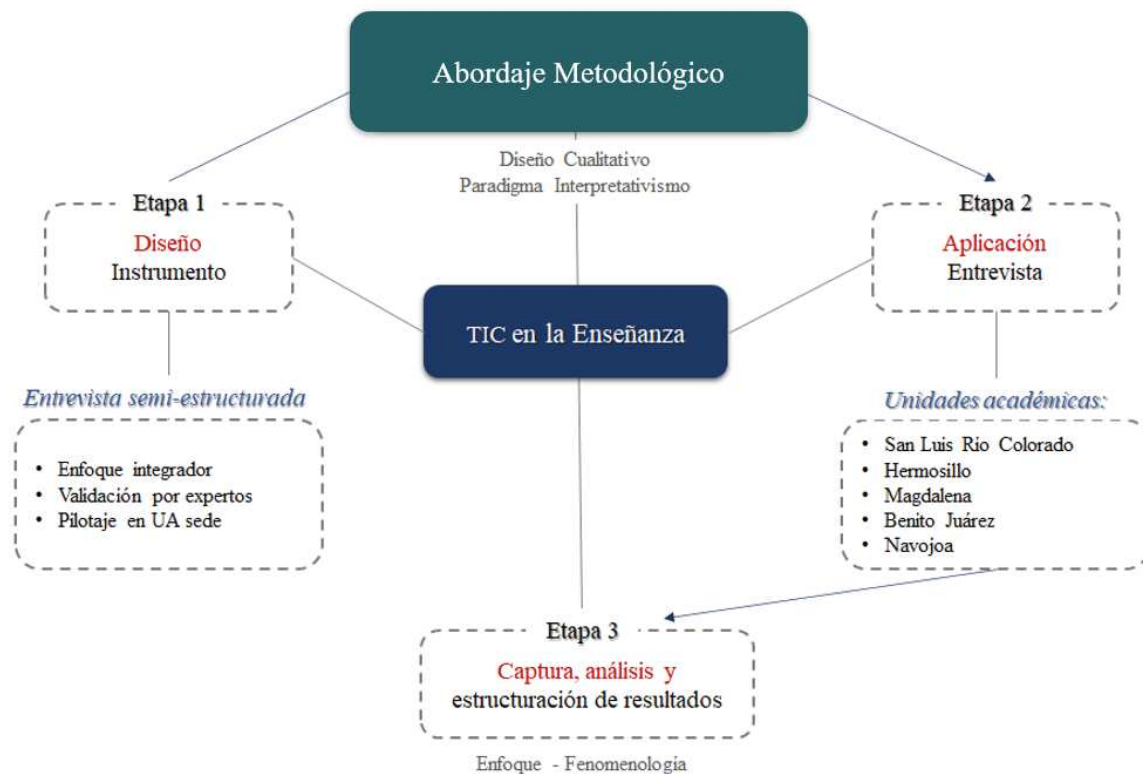 Abordaje Metodológico
Diseño Cualitativo
Paradigma Interpretativismo
Etapa 1
Diseño
Instrumento
Etapa 2
Aplicación
Entrevista
TIC en la Enseñanza
Entrevista semi-estructurada
• Enfoque integrador
• Validación por expertos
• Pilotaje en UA sede
Unidades académicas:
• San Luis Río Colorado
• Hermosillo
• Magdalena
• Benito Juárez
• Navojoa
Etapa 3
Captura, análisis y
estructuración de resultados
Enfoque - Fenomenología